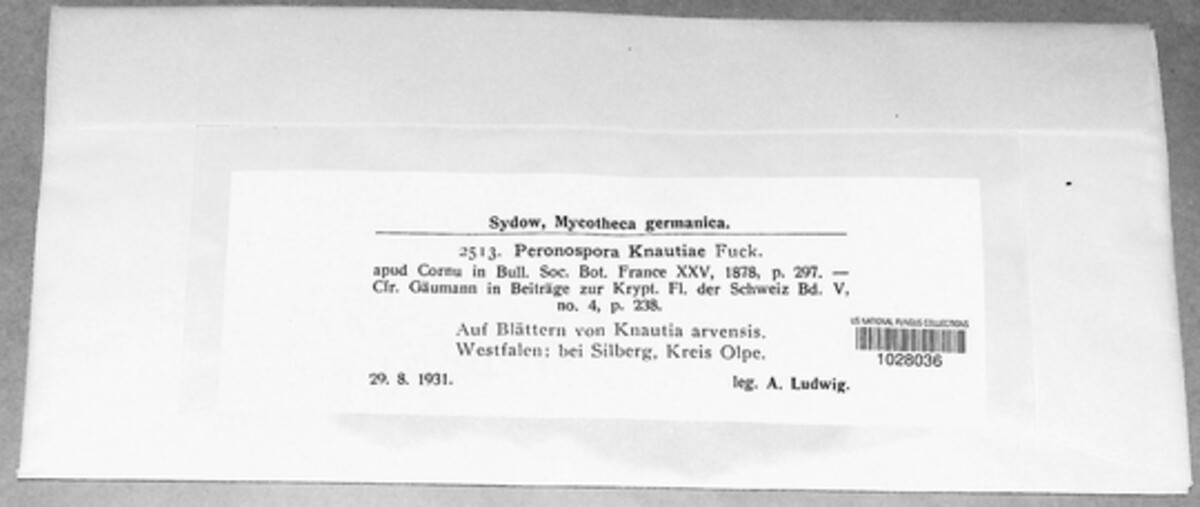 Sydow, Mycotheca germanica.
2513. Peronospora Knautiae Fuck.
apud Cornu in Bull. Soc. Bot. France XXV, 1878, p. 297. —
Cfr. Gäumann in Beiträge zur Krypt. Fl. der Schweiz Bd. V,
no. 4, p. 238.
Auf Blättern von Knautia arvensis.
Westfalen: bei Silberg, Kreis Olpe.
29. 8. 1931. leg. A. Ludwig.
US NATIONAL FUNGUS COLLECTIONS
1028036